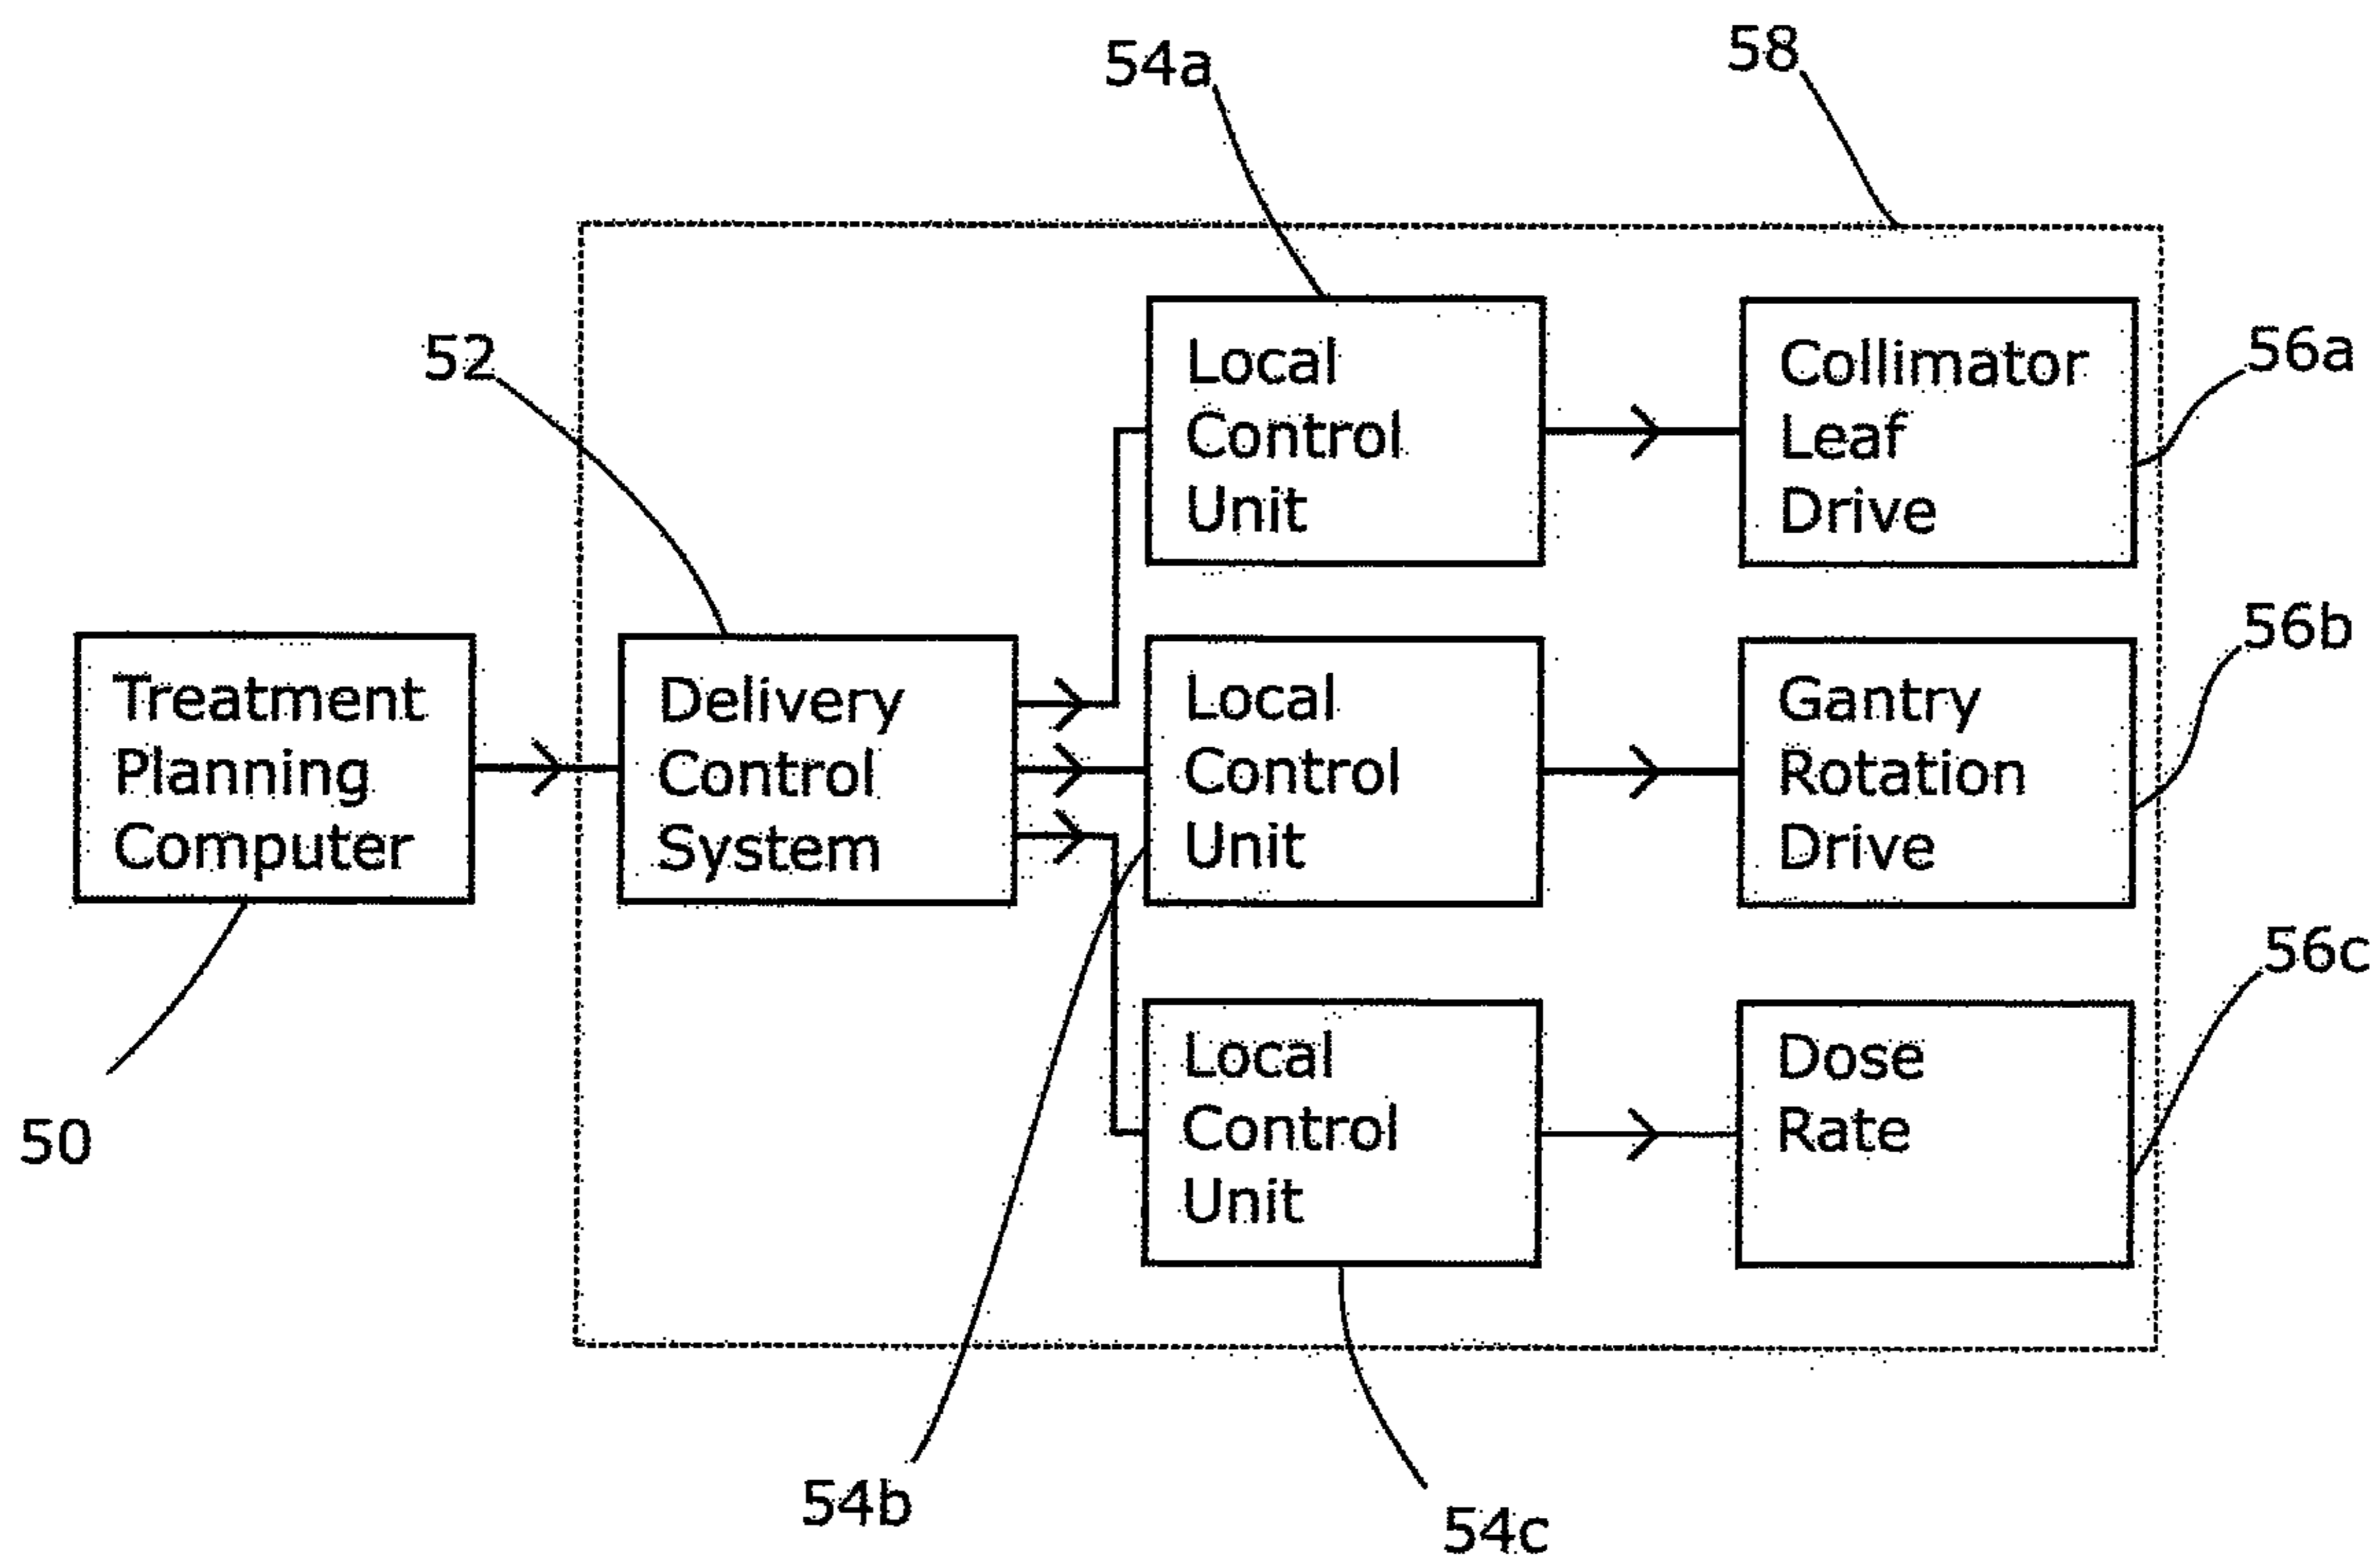 54a
58
52
Local
Control
Unit
Collimator
Leaf
Drive
56a
Treatment
Planning
Computer
Delivery
Control
System
Local
Control
Unit
Gantry
Rotation
Drive
56b
50
Local
Control
Unit
Dose
Rate
56c
54b
54c